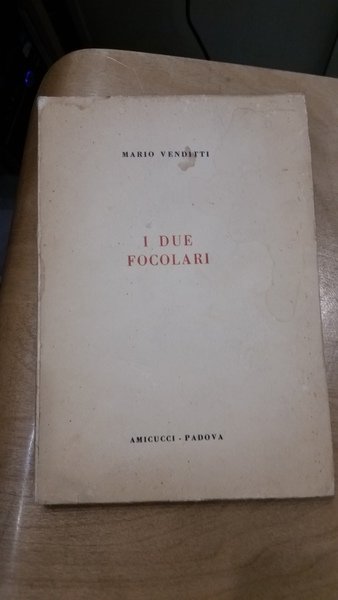 MARIO VENDITTI
I DUE
FOCOLARI
AMICUCCI - PADOVA